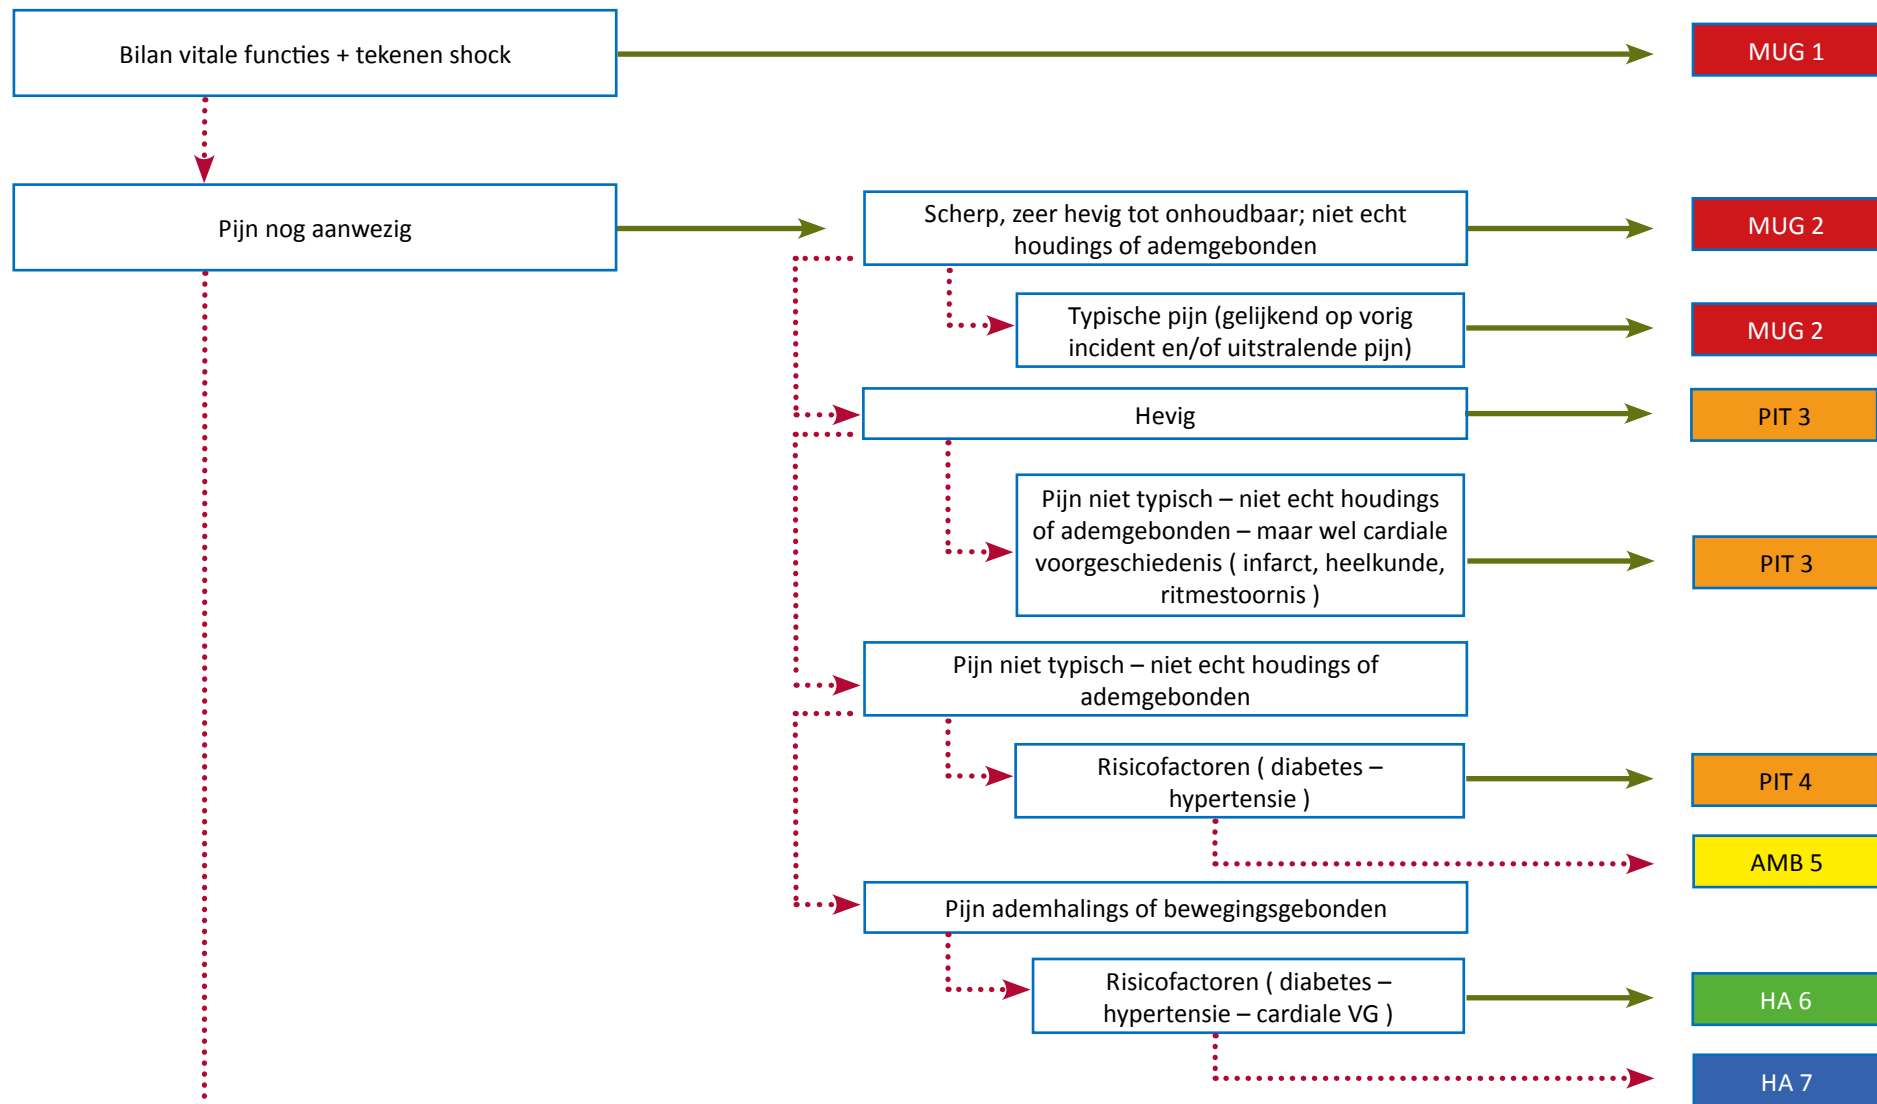 Bilan vitale functies + tekenen shock
MUG 1
Pijn nog aanwezig
Scherp, zeer hevig tot onhoudbaar; niet echt
houdings of ademgebonden
MUG 2
Typische pijn (gelijkend op vorig
incident en/of uitstralende pijn)
MUG 2
Hevig
PIT 3
Pijn niet typisch – niet echt houdings
of ademgebonden – maar wel cardiale
voorgeschiedenis ( infarct, heelkunde,
ritmestoornis )
PIT 3
Pijn niet typisch – niet echt houdings of
ademgebonden
Risicofactoren ( diabetes –
hypertensie )
PIT 4
AMB 5
Pijn ademhalings of bewegingsgebonden
Risicofactoren ( diabetes –
hypertensie – cardiale VG )
HA 6
HA 7